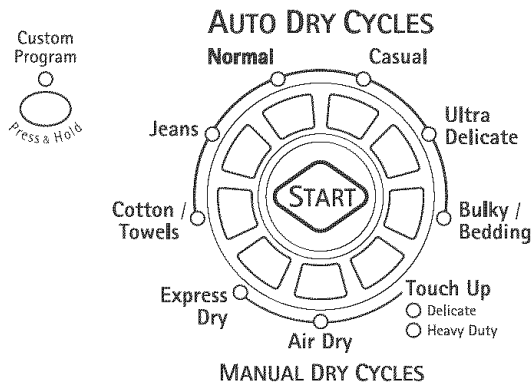 AUTO DRY CYCLES
Custom
Program
Press & Hold
Normal
Casual
Jeans
Ultra
Delicate
START
Cotton /
Towels
Bulky /
Bedding
Express
Dry
Air Dry
Touch Up
Delicate
Heavy Duty
MANUAL DRY CYCLES